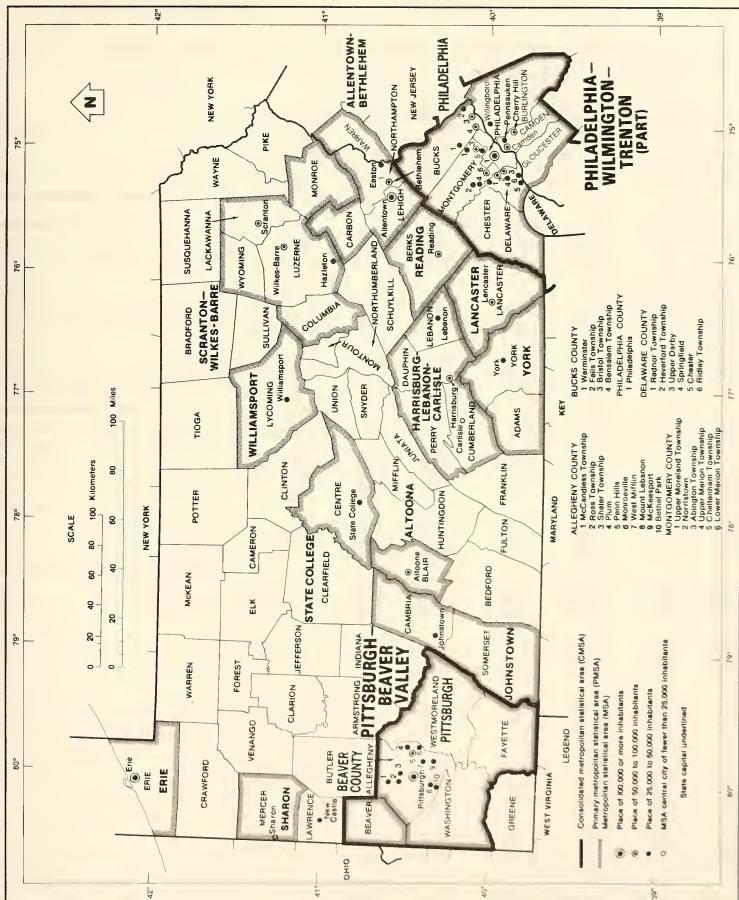 SCALE
0 20 40 60 80 100 Kilometers
0 20 40 60 80 100 Miles
N
42°
41°
40°
39°
75°
76°
77°
78°
79°
80°
NEW YORK
NEW YORK
NEW JERSEY
OHIO
WEST VIRGINIA
MARYLAND
DELAWARE
Erie
ERIE
ERIE
CRAWFORD
WARREN
McKEAN
POTTER
TIOGA
BRADFORD
SUSQUEHANNA
WAYNE
PIKE
MERCER
Sharon
SHARON
VENANGO
FOREST
ELK
CAMERON
CLINTON
WILLIAMSPORT
LYCOMING
Williamsport
SULLIVAN
SCRANTON—
WILKES-BARRE
LACKAWANNA
WYOMING
Scranton
Wilkes-Barre
LUZERNE
Hazleton
MONROE
CARBON
COLUMBIA
MONTOUR
NORTHUMBERLAND
SCHUYLKILL
ALLENTOWN-
BETHLEHEM
WARREN
NORTHAMPTON
Easton
Allentown
LEHIGH
Bethlehem
LAWRENCE
New
Castle
BUTLER
CLARION
JEFFERSON
CLEARFIELD
STATE COLLEGE
CENTRE
State College
UNION
SNYDER
MIFFLIN
JUNIATA
BEAVER
BEAVER
COUNTY
ALLEGHENY
ARMSTRONG
INDIANA
PITTSBURGH
BEAVER
VALLEY
PITTSBURGH
Pittsburgh
WESTMORELAND
WASHINGTON
GREENE
FAYETTE
CAMBRIA
Johnstown
SOMERSET
JOHNSTOWN
ALTOONA
Altoona
BLAIR
BEDFORD
HUNTINGDON
FULTON
FRANKLIN
PERRY
DAUPHIN
HARRISBURG-
LEBANON-
CARLISLE
Harrisburg
Carlisle
CUMBERLAND
LEBANON
Lebanon
ADAMS
York
YORK
YORK
LANCASTER
Lancaster
LANCASTER
BERKS
READING
Reading
CHESTER
DELAWARE
MONTGOMERY
BUCKS
PHILADELPHIA
PHILADELPHIA
Willingboro
Pennsauken
Cherry Hill
BURLINGTON
CAMDEN
Camden
GLOUCESTER
PHILADELPHIA—
WILMINGTON—
TRENTON
(PART)
LEGEND
Consolidated metropolitan statistical area (CMSA)
Primary metropolitan statistical area (PMSA)
Metropolitan statistical area (MSA)
Place of 100,000 or more inhabitants
Place of 50,000 to 100,000 inhabitants
Place of 25,000 to 50,000 inhabitants
MSA central city of fewer than 25,000 inhabitants
State capital underlined
KEY
ALLEGHENY COUNTY
1 McCandless Township
2 Ross Township
3 Shaler Township
4 Plum
5 Penn Hills
6 Monroeville
7 West Mifflin
8 Mount Lebanon
9 McKeesport
10 Bethel Park
MONTGOMERY COUNTY
1 Upper Moreland Township
2 Norristown
3 Abington Township
4 Upper Merion Township
5 Cheltenham Township
6 Lower Merion Township
BUCKS COUNTY
1 Warminster
2 Falls Township
3 Bristol Township
4 Bensalem Township
PHILADELPHIA COUNTY
1 Philadelphia
DELAWARE COUNTY
1 Radnor Township
2 Haverford Township
3 Upper Darby
4 Springfield
5 Chester
6 Ridley Township